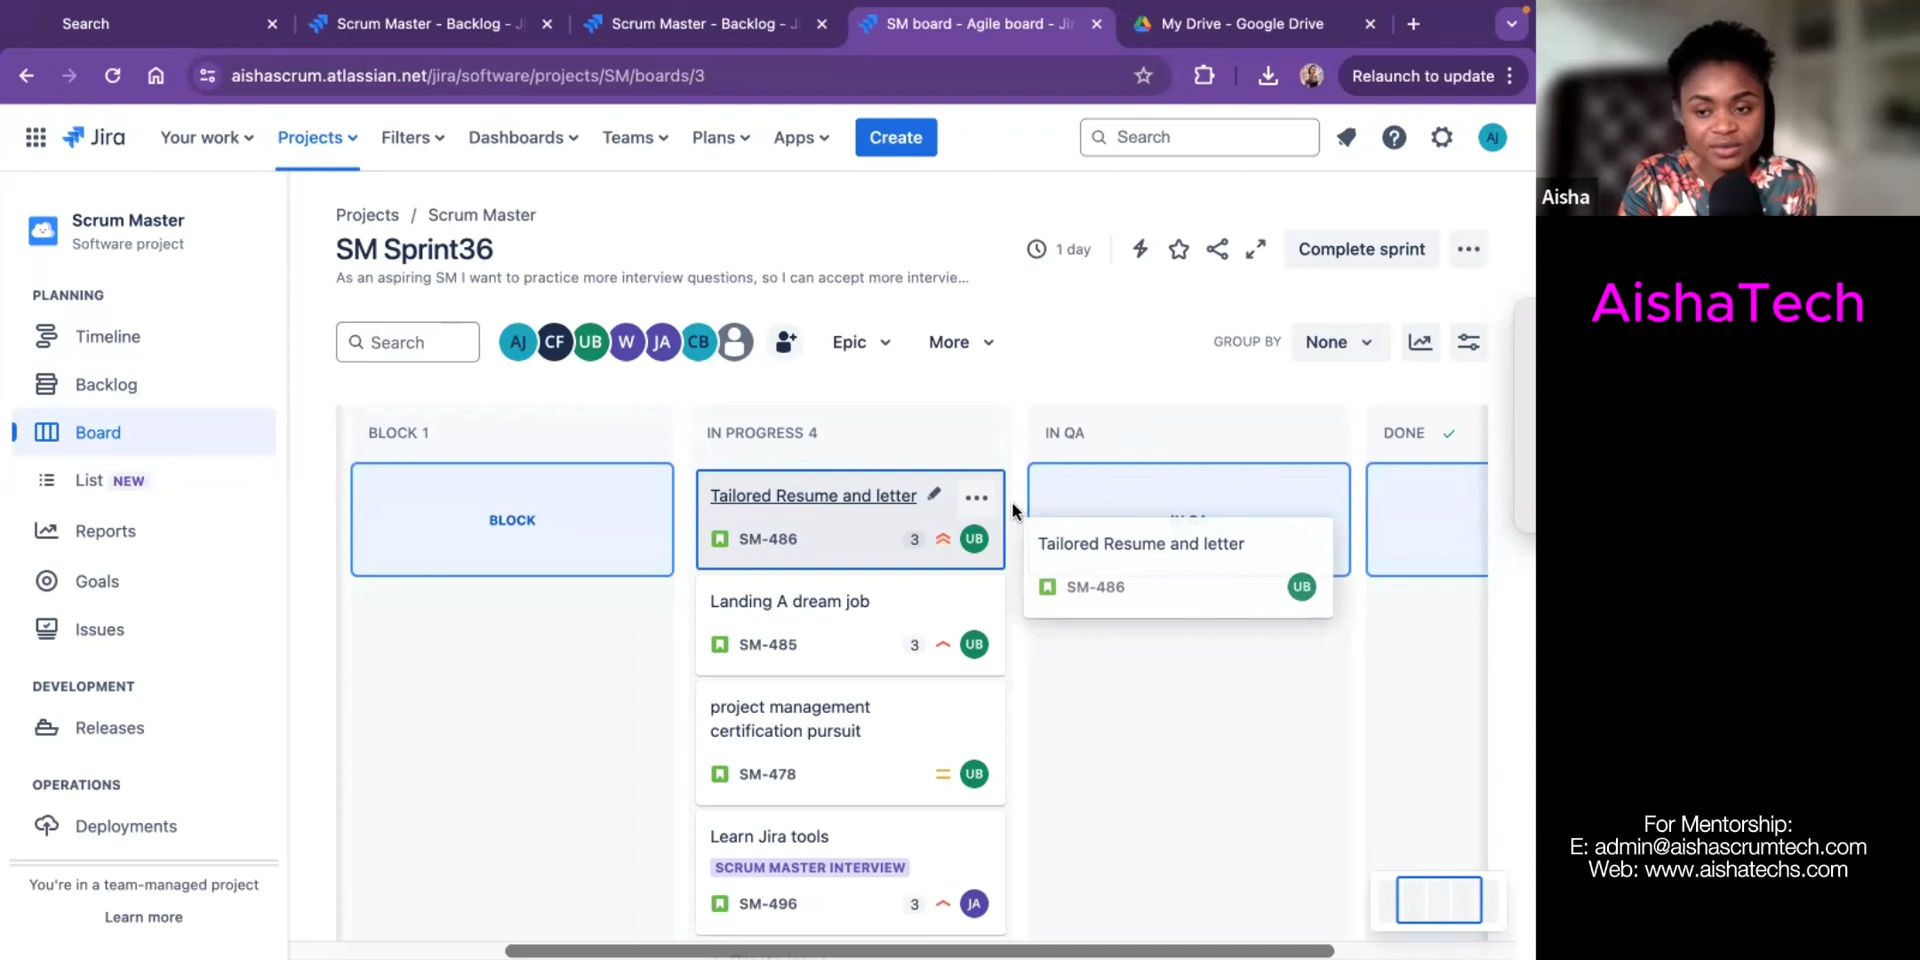 Search
Scrum Master - Backlog - Ji
Scrum Master - Backlog - Ji
SM board - Agile board - Jir
My Drive - Google Drive
aishascrum.atlassian.net/jira/software/projects/SM/boards/3
Relaunch to update
Jira
Your work
Projects
Filters
Dashboards
Teams
Plans
Apps
Create
Search
AJ
Scrum Master
Software project
PLANNING
Timeline
Backlog
Board
List NEW
Reports
Goals
Issues
DEVELOPMENT
Releases
OPERATIONS
Deployments
You're in a team-managed project
Learn more
Projects / Scrum Master
SM Sprint36
As an aspiring SM I want to practice more interview questions, so I can accept more intervie...
1 day
Complete sprint
Search
AJ CF UB W JA CB
Epic
More
GROUP BY
None
BLOCK 1
BLOCK
IN PROGRESS 4
Tailored Resume and letter
SM-486 3 UB
Landing A dream job
SM-485 3 UB
project management
certification pursuit
SM-478 UB
Learn Jira tools
SCRUM MASTER INTERVIEW
SM-496 3 JA
IN QA
Tailored Resume and letter
SM-486 UB
DONE
Aisha
AishaTech
For Mentorship:
E: admin@aishascrumtech.com
Web: www.aishatechs.com